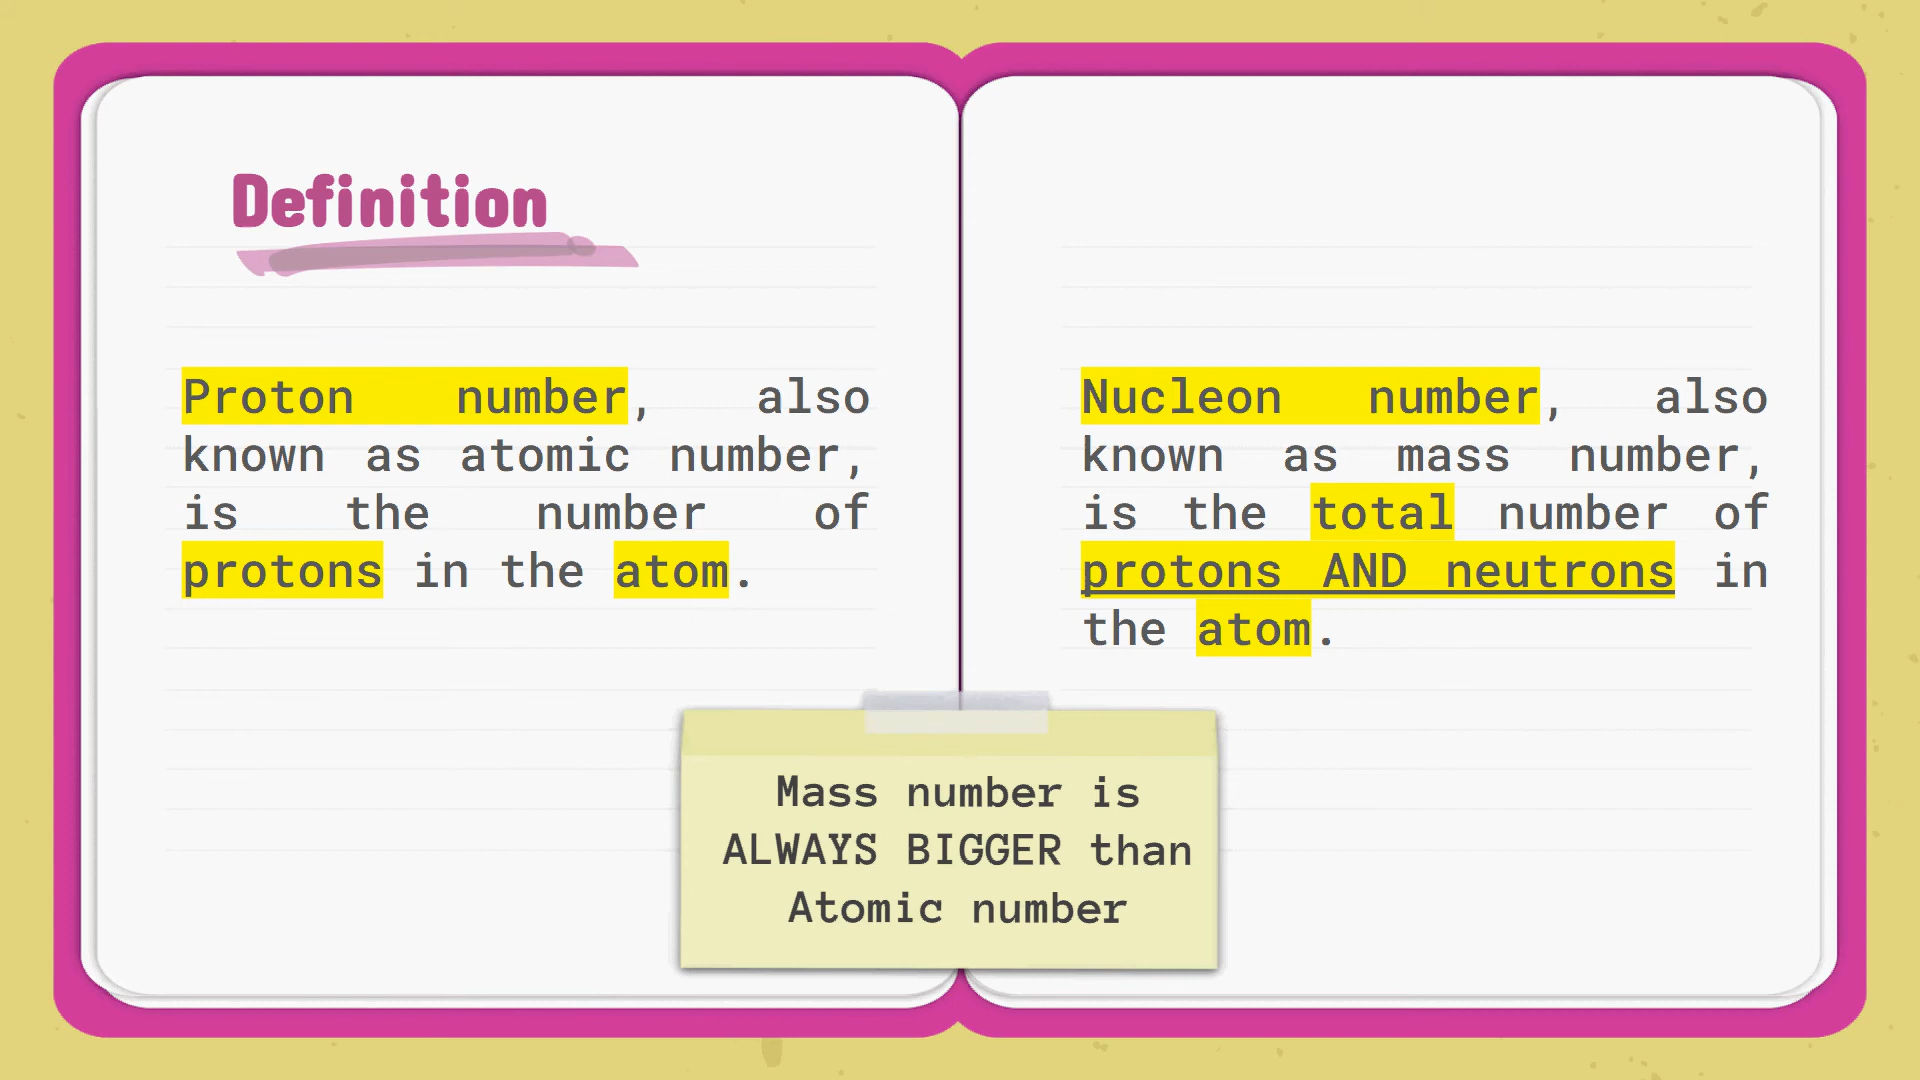 Definition
Proton number, also
known as atomic number,
is the number of
protons in the atom.
Nucleon number, also
known as mass number,
is the total number of
protons AND neutrons in
the atom.
Mass number is
ALWAYS BIGGER than
Atomic number